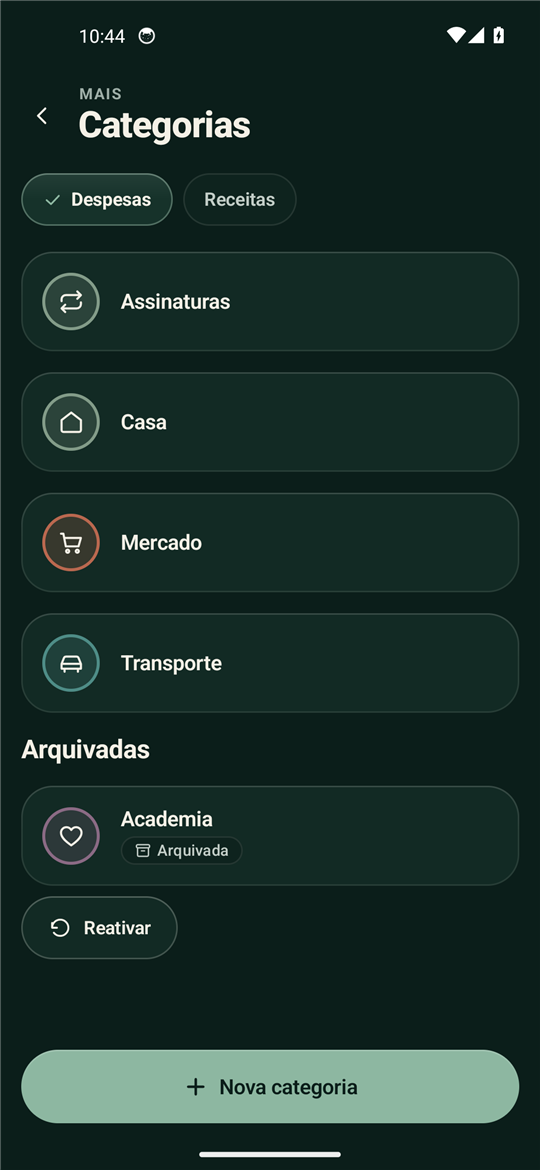 10:44
MAIS
Categorias
Despesas
Receitas
Assinaturas
Casa
Mercado
Transporte
Arquivadas
Academia
Arquivada
Reativar
Nova categoria